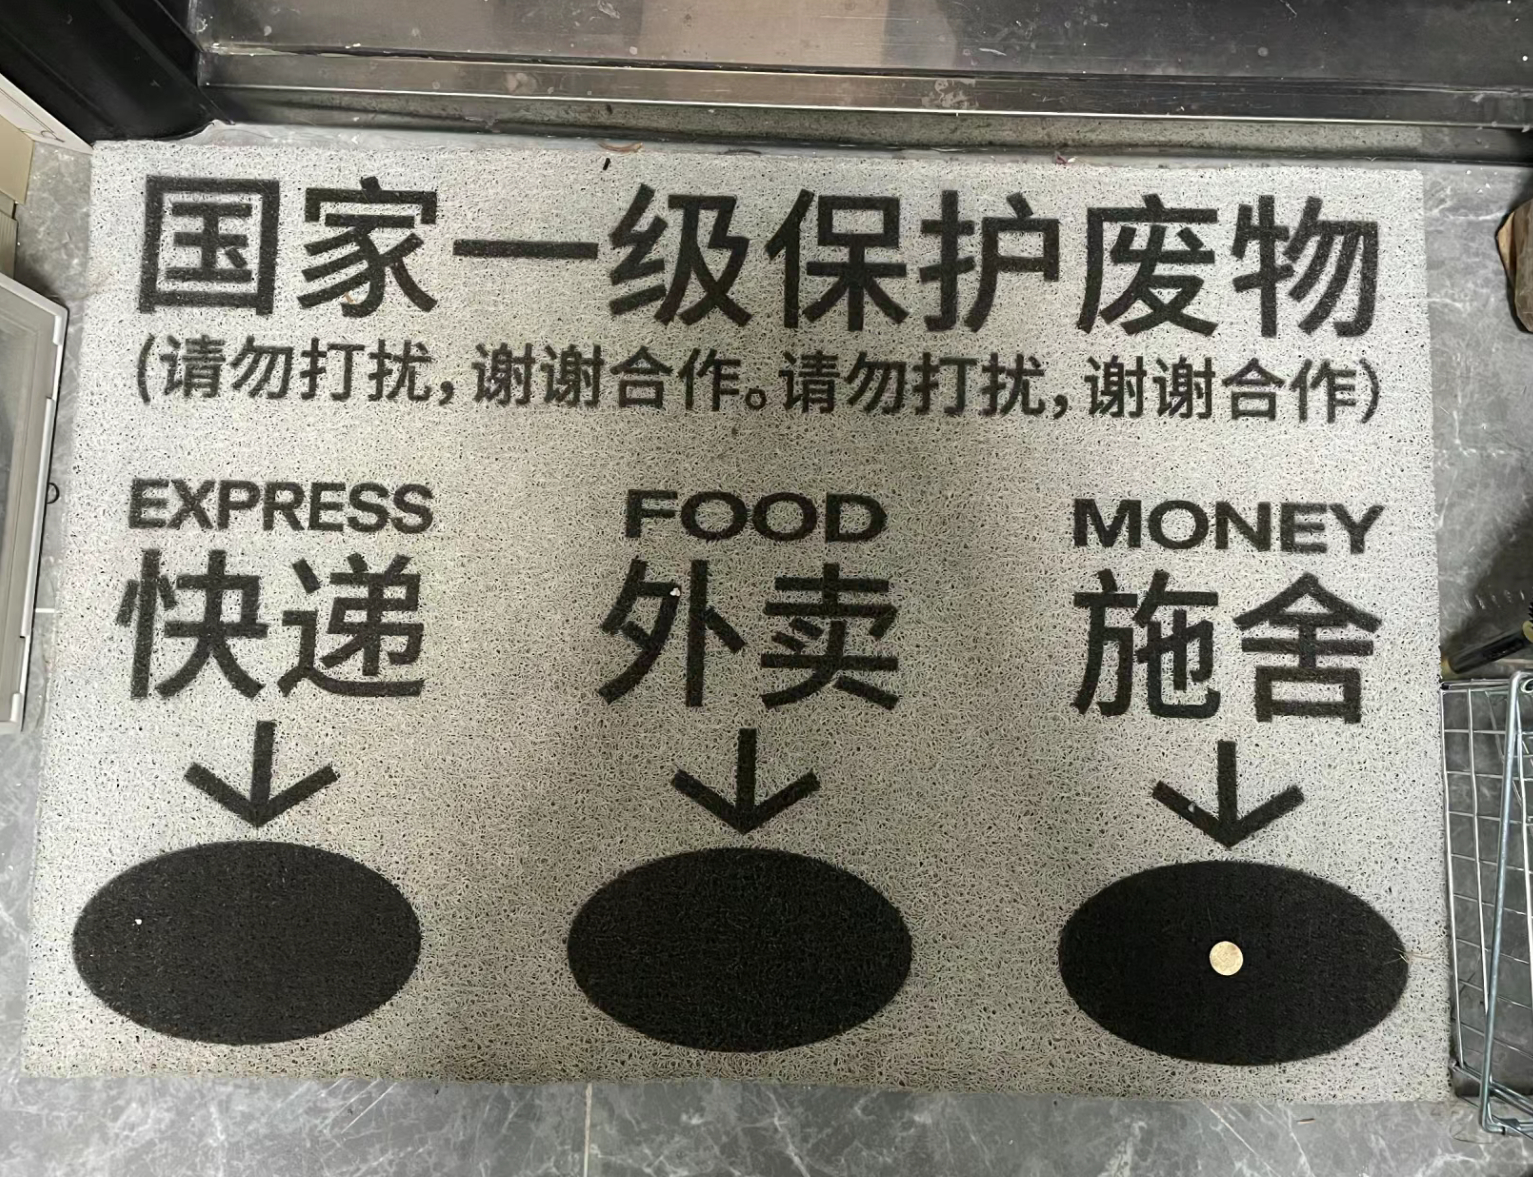 国家一级保护废物
(请勿打扰，谢谢合作。请勿打扰，谢谢合作)
EXPRESS FOOD MONEY
快递 外卖 施舍